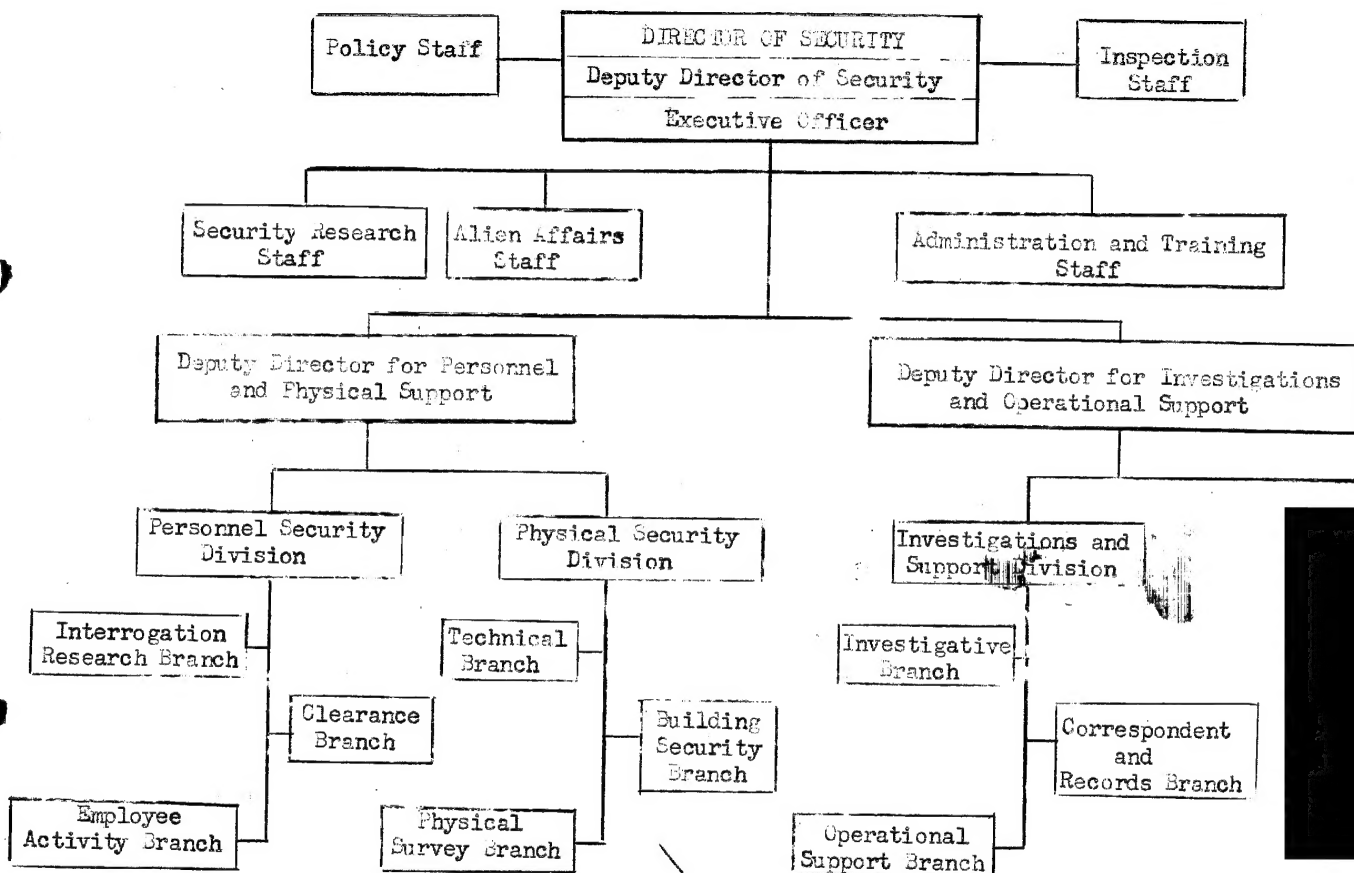 Policy Staff
DIRECTOR OF SECURITY
Deputy Director of Security
Executive Officer
Inspection
Staff
Security Research
Staff
Alien Affairs
Staff
Administration and Training
Staff
Deputy Director for Personnel
and Physical Support
Deputy Director for Investigations
and Operational Support
Personnel Security
Division
Physical Security
Division
Investigations and
Support Division
Interrogation
Research Branch
Technical
Branch
Investigative
Branch
Clearance
Branch
Building
Security
Branch
Correspondent
and
Records Branch
Employee
Activity Branch
Physical
Survey Branch
Operational
Support Branch